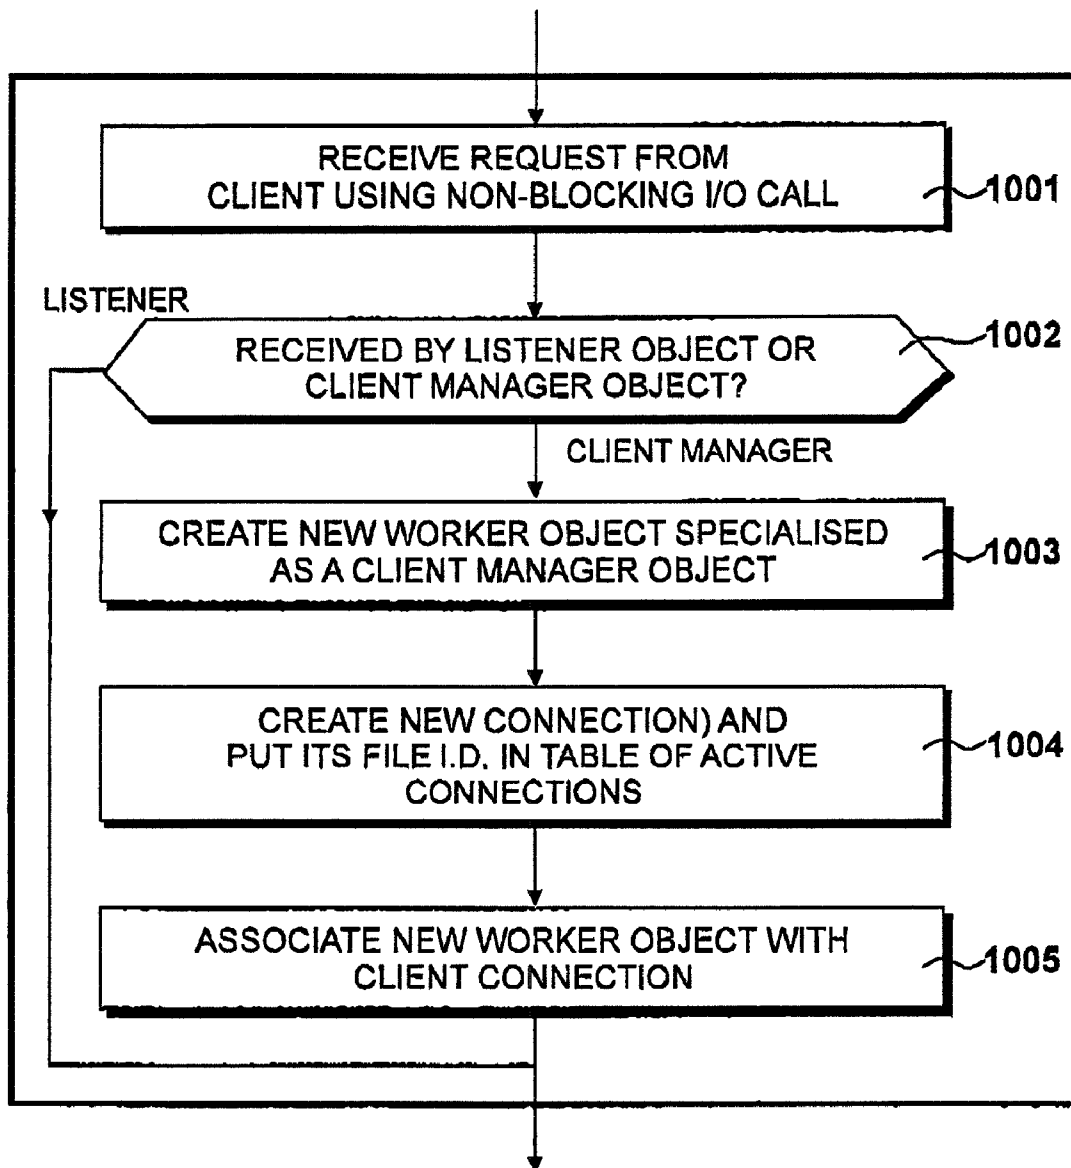 RECEIVE REQUEST FROM
CLIENT USING NON-BLOCKING I/O CALL
1001
LISTENER
RECEIVED BY LISTENER OBJECT OR
CLIENT MANAGER OBJECT?
1002
CLIENT MANAGER
CREATE NEW WORKER OBJECT SPECIALISED
AS A CLIENT MANAGER OBJECT
1003
CREATE NEW CONNECTION) AND
PUT ITS FILE I.D. IN TABLE OF ACTIVE
CONNECTIONS
1004
ASSOCIATE NEW WORKER OBJECT WITH
CLIENT CONNECTION
1005